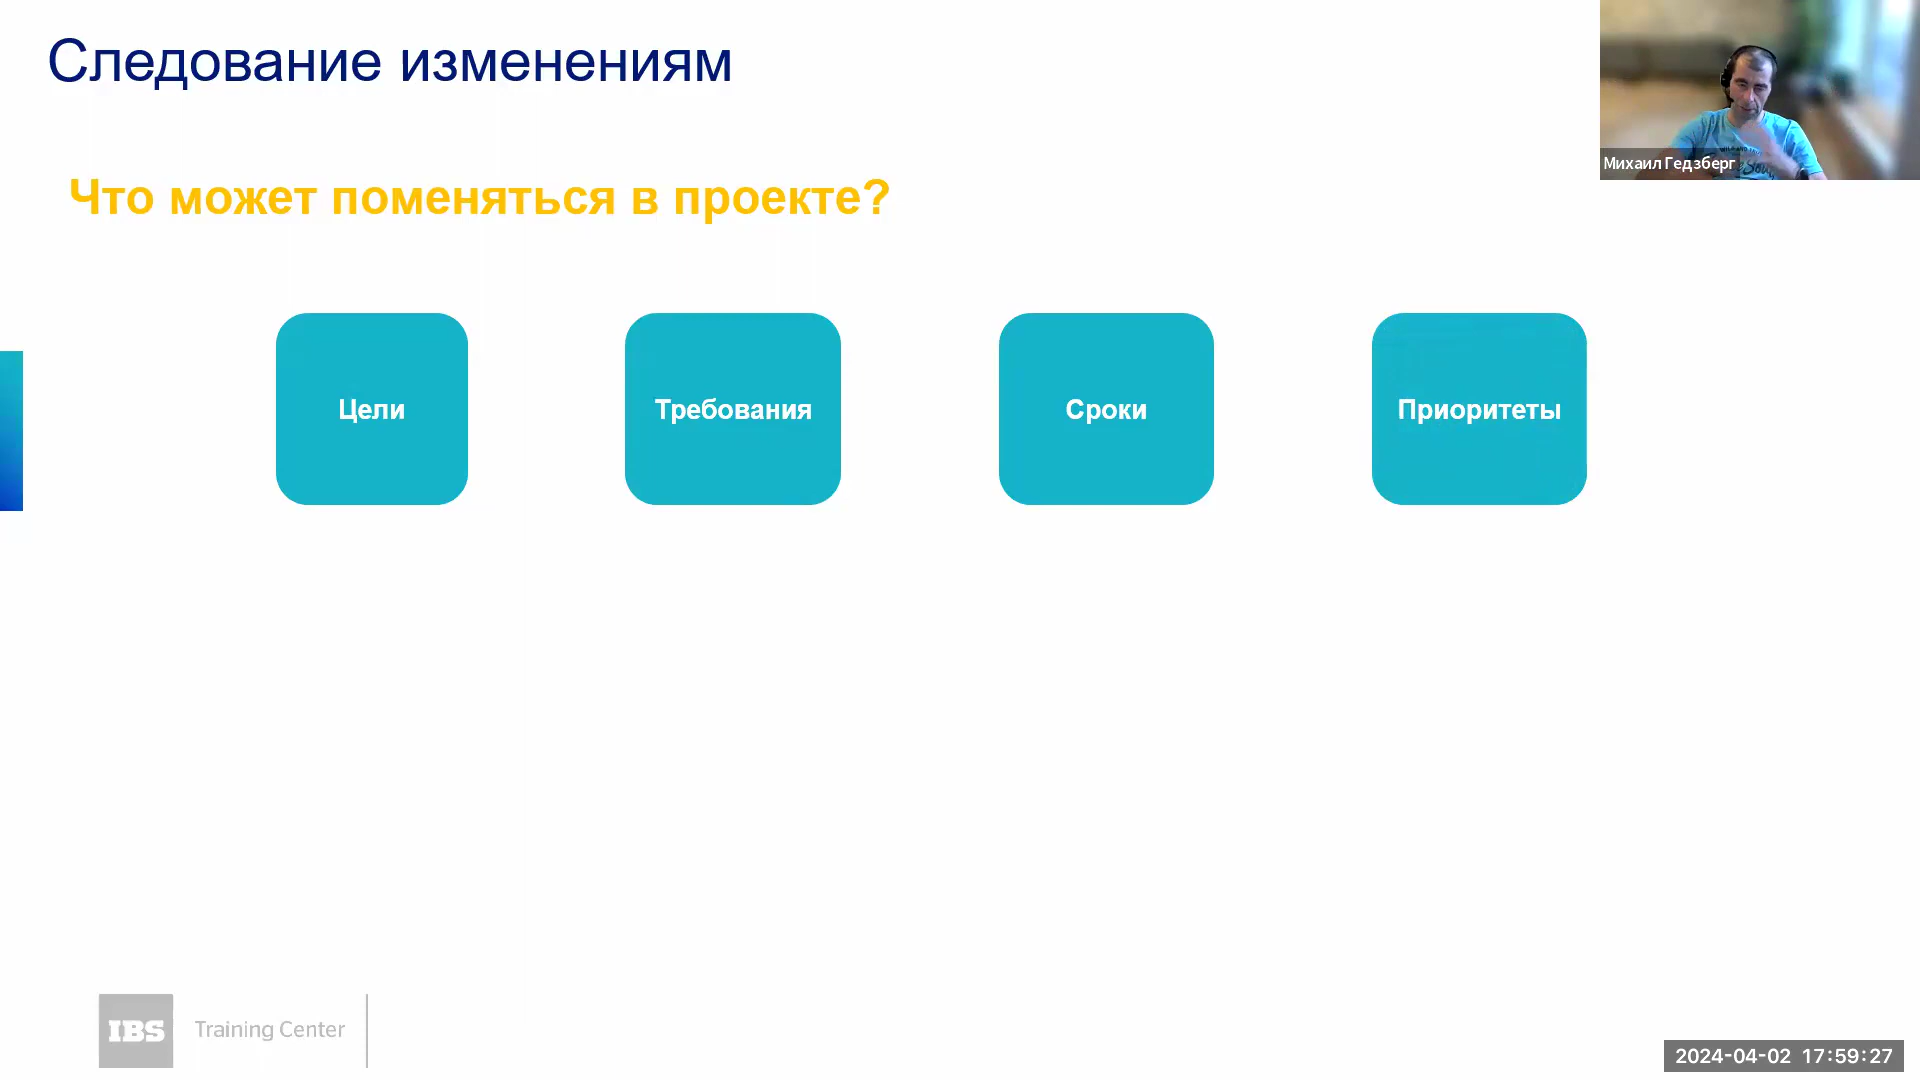 Следование изменениям
Михаил Гедзберг
Что может поменяться в проекте?
Цели
Требования
Сроки
Приоритеты
IBS
Training Center
2024-04-02 17:59:27